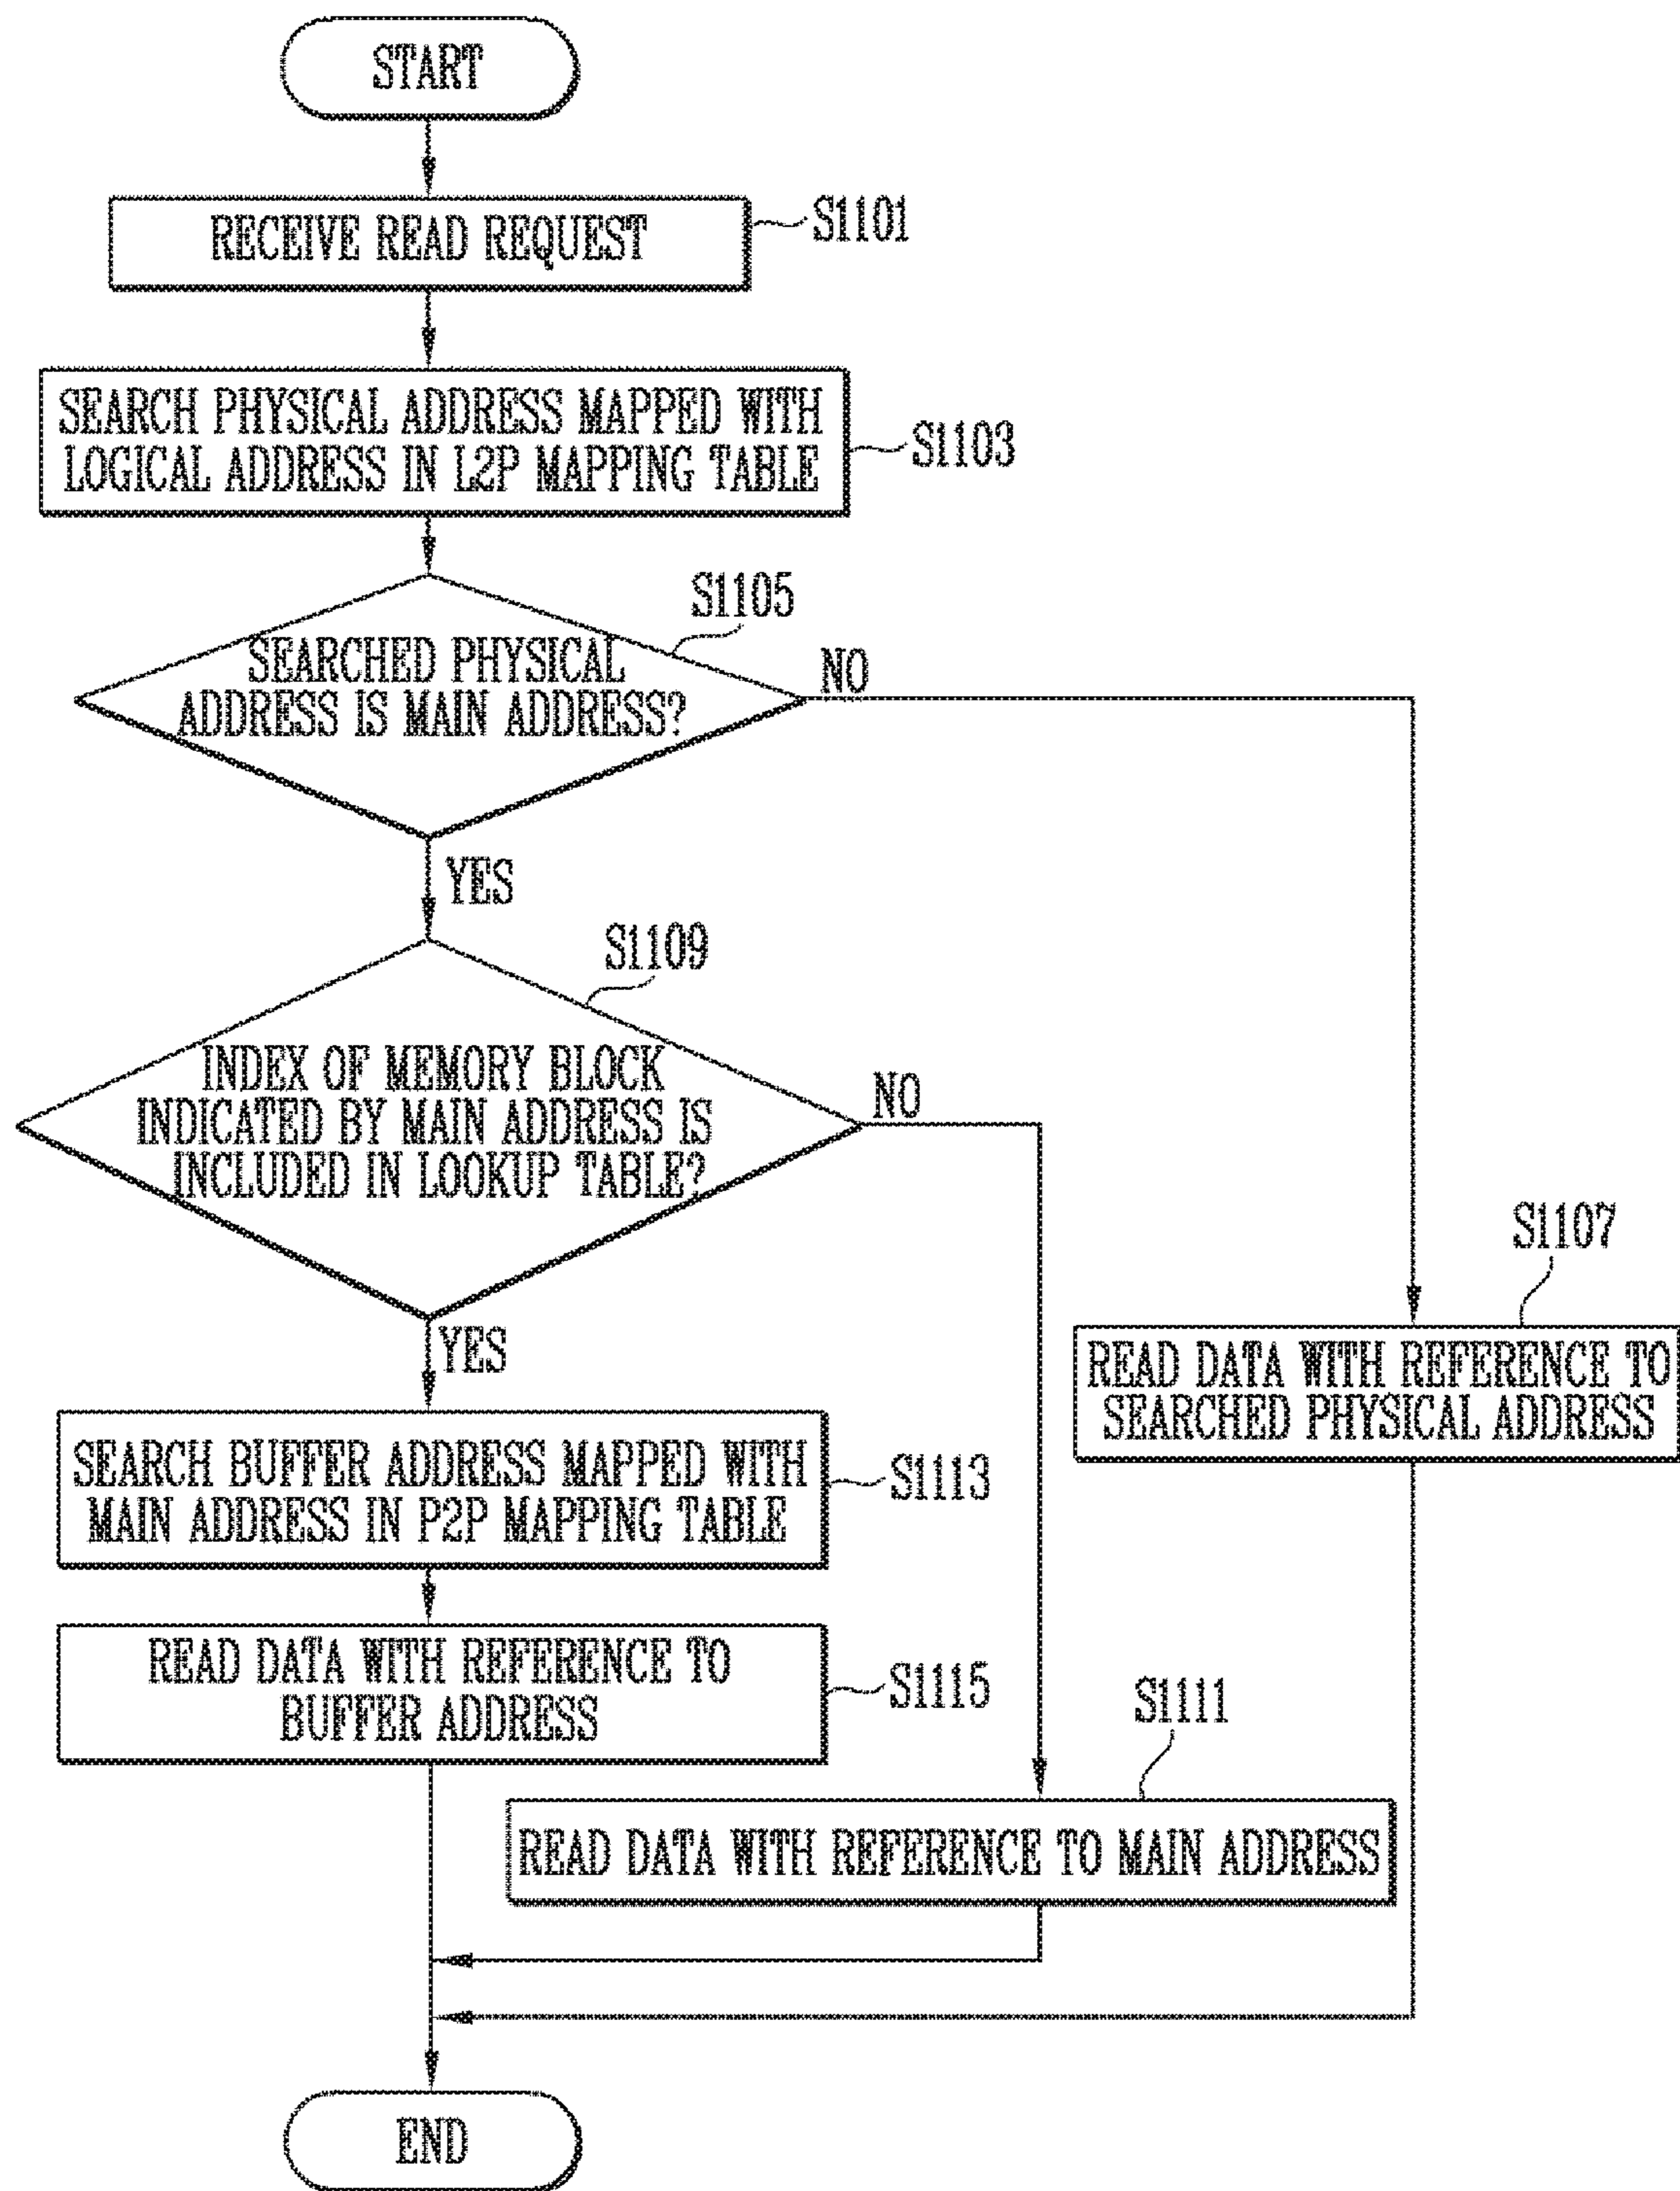 START
RECEIVE READ REQUEST
S1101
SEARCH PHYSICAL ADDRESS MAPPED WITH
LOGICAL ADDRESS IN L2P MAPPING TABLE
S1103
S1105
SEARCHED PHYSICAL
ADDRESS IS MAIN ADDRESS?
NO
YES
S1109
INDEX OF MEMORY BLOCK
INDICATED BY MAIN ADDRESS IS
INCLUDED IN LOOKUP TABLE?
NO
YES
S1107
READ DATA WITH REFERENCE TO
SEARCHED PHYSICAL ADDRESS
SEARCH BUFFER ADDRESS MAPPED WITH
MAIN ADDRESS IN P2P MAPPING TABLE
S1113
READ DATA WITH REFERENCE TO
BUFFER ADDRESS
S1115
S1111
READ DATA WITH REFERENCE TO MAIN ADDRESS
END